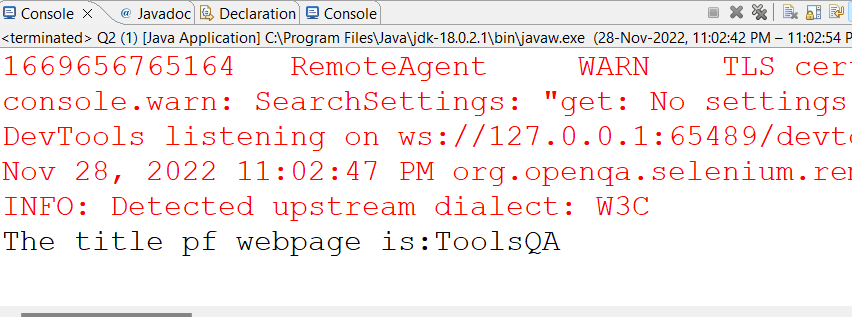 Console Javadoc Declaration Console
<terminated> Q2 (1) [Java Application] C:\Program Files\Java\jdk-18.0.2.1\bin\javaw.exe (28-Nov-2022, 11:02:42 PM – 11:02:54 P
1669656765164 RemoteAgent WARN TLS cer
console.warn: SearchSettings: "get: No settings
DevTools listening on ws://127.0.0.1:65489/devto
Nov 28, 2022 11:02:47 PM org.openqa.selenium.rem
INFO: Detected upstream dialect: W3C
The title pf webpage is:ToolsQA